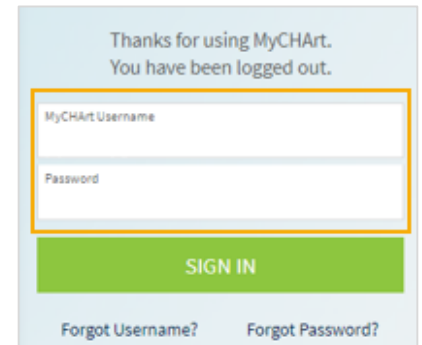 Thanks for using MyCHArt.
You have been logged out.
MyCHArt Username
Password
SIGN IN
Forgot Username? Forgot Password?